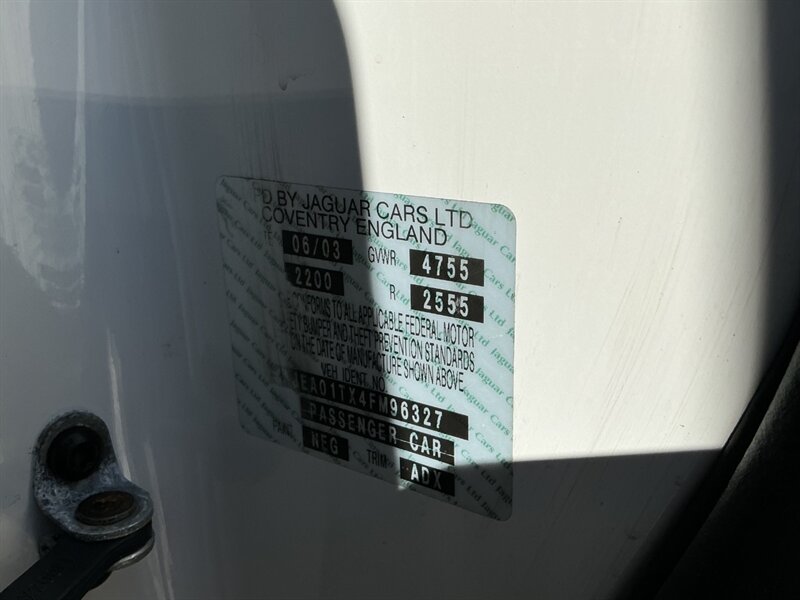 D BY JAGUAR CARS LTD
COVENTRY ENGLAND
06/03 GVWR 4755
2200 R 2555
CONFORMS TO ALL APPLICABLE FEDERAL MOTOR
BUMPER AND THEFT PREVENTION STANDARDS
ON THE DATE OF MANUFACTURE SHOWN ABOVE.
VEH IDENT. NO
EA01TX4FM96327
PASSENGER CAR
PAINT NFG TRIM ADX